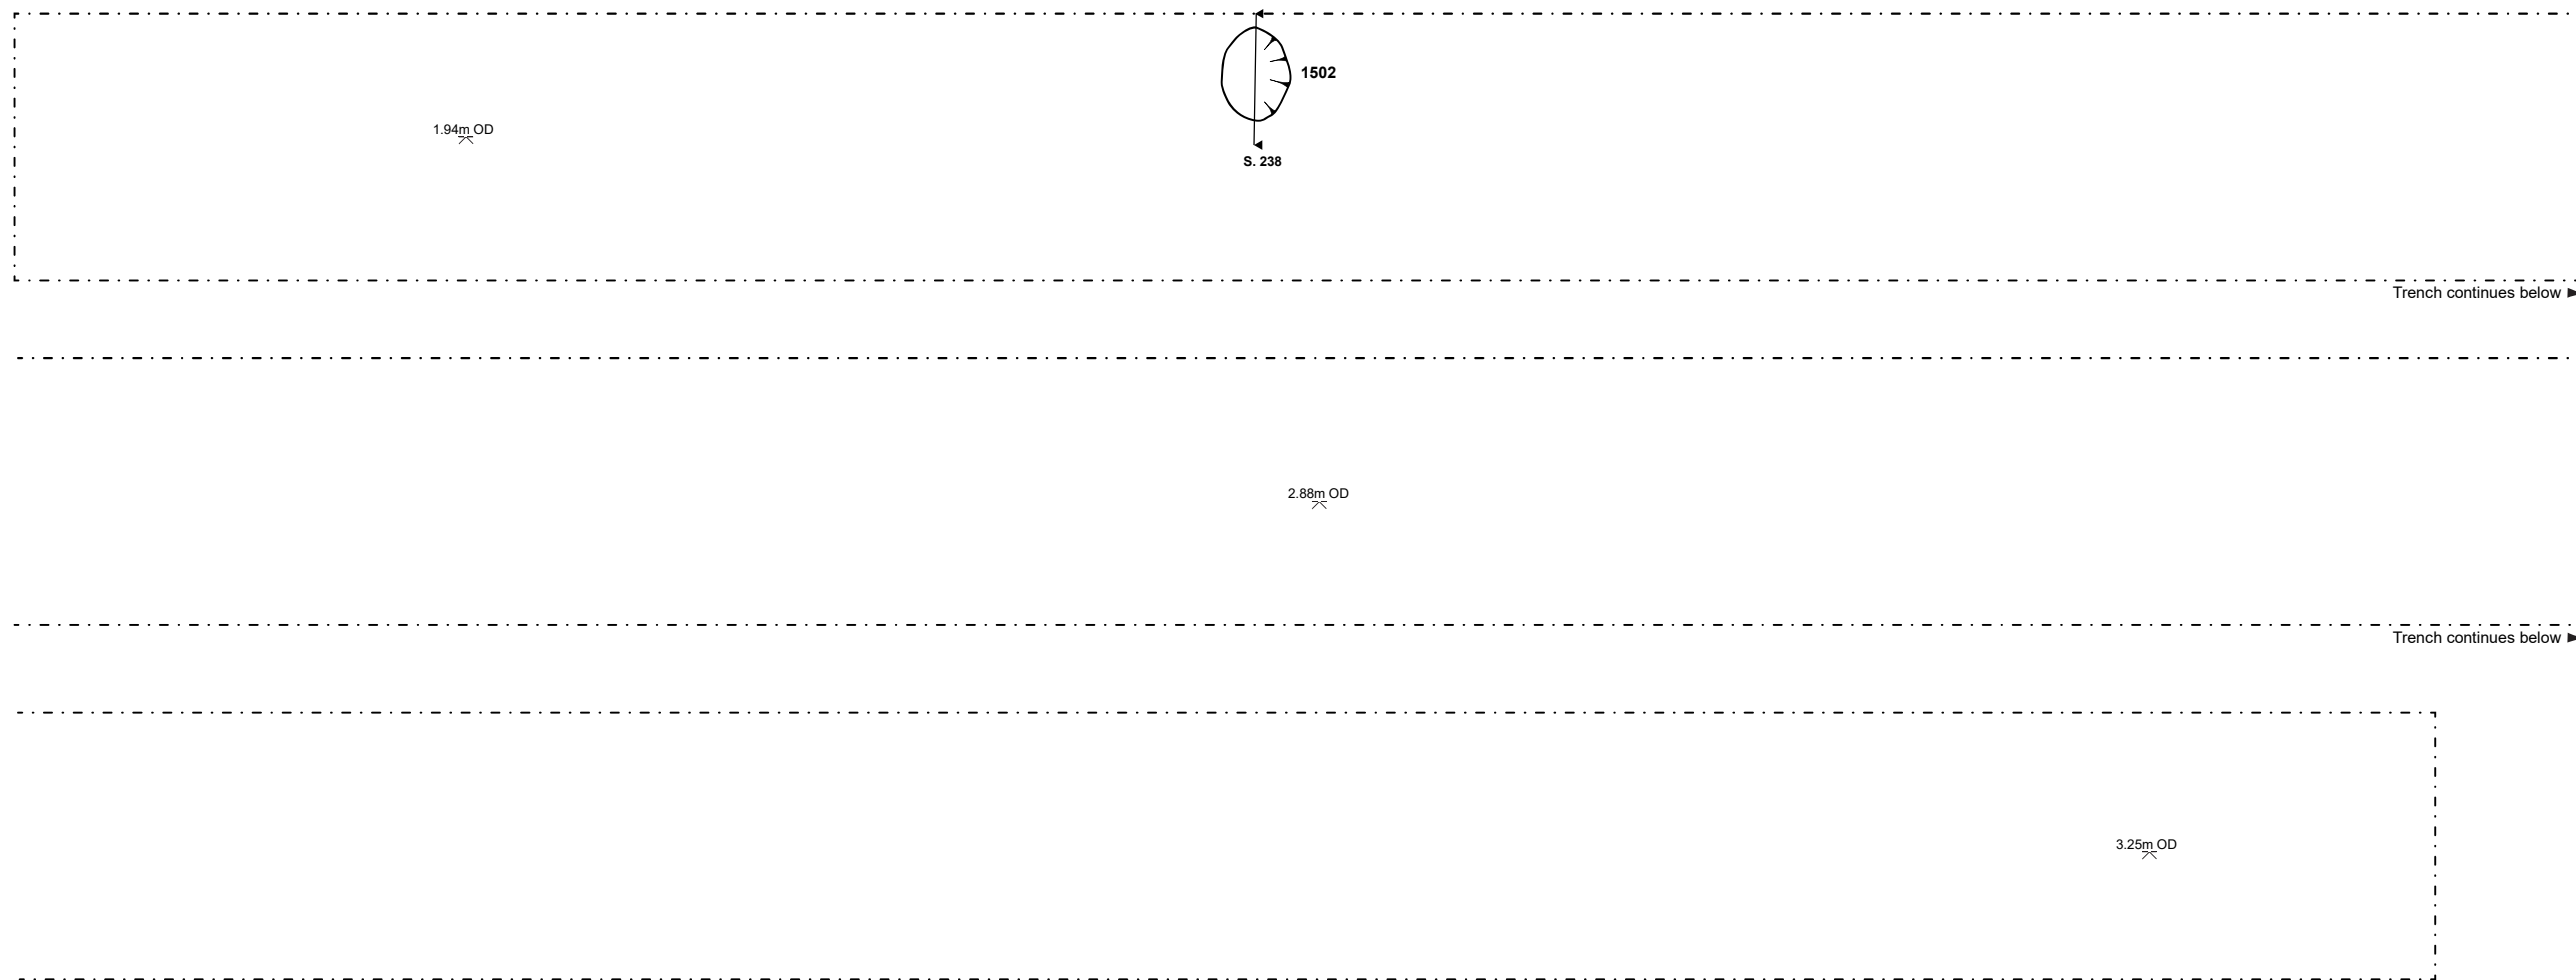 1502
1.94m OD
S. 238
Trench continues below
2.88m OD
Trench continues below
3.25m OD